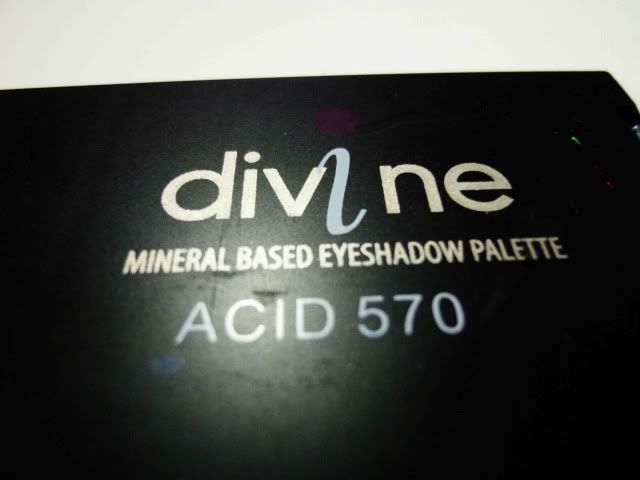 divine
MINERAL BASED EYESHADOW PALETTE
ACID 570